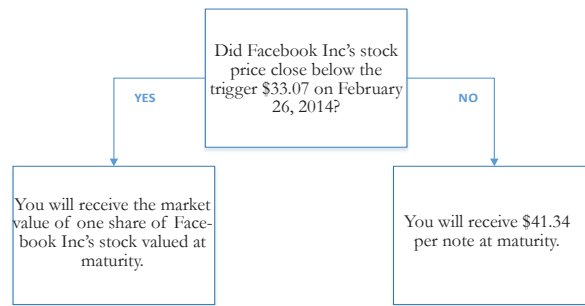 Did Facebook Inc's stock
price close below the
trigger $33.07 on February
26, 2014?
YES
NO
You will receive the market
value of one share of Face-
book Inc's stock valued at
maturity.
You will receive $41.34
per note at maturity.